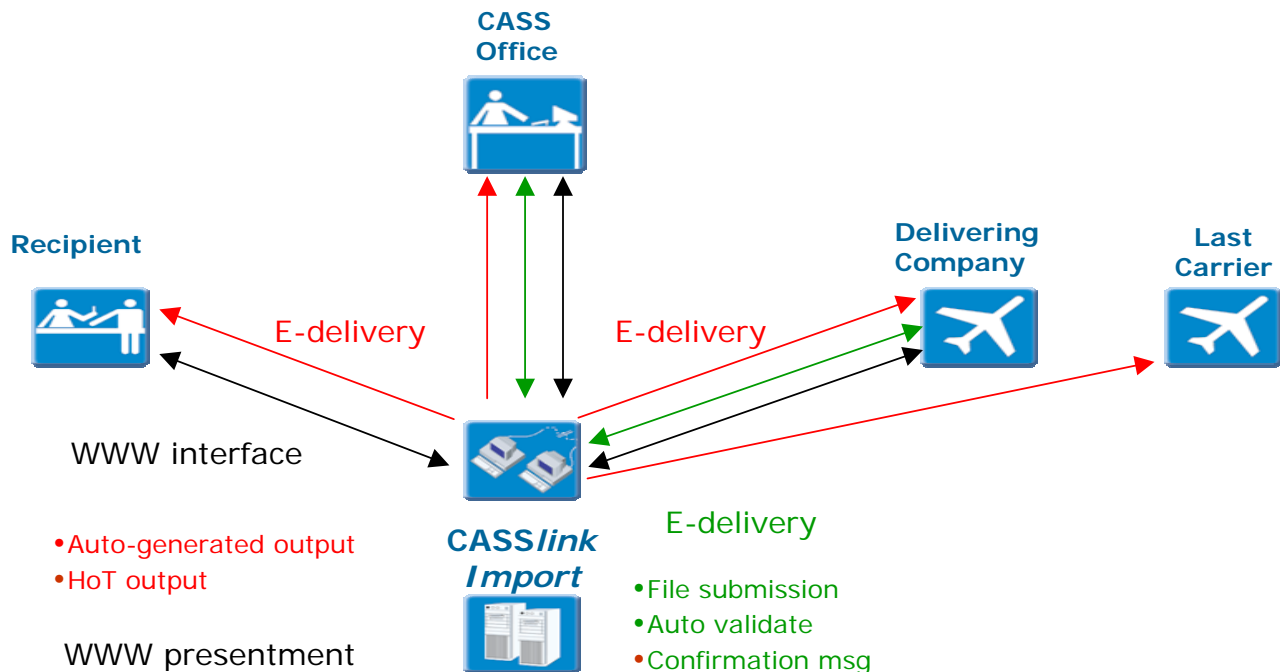 CASS
Office
Recipient
Delivering
Company
Last
Carrier
E-delivery
E-delivery
WWW interface
E-delivery
•Auto-generated output
•HoT output
CASSlink
Import
•File submission
•Auto validate
•Confirmation msg
WWW presentment